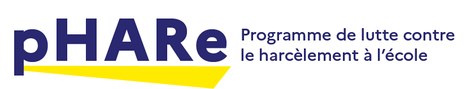 pHARe
Programme de lutte contre
le harcèlement à l’école